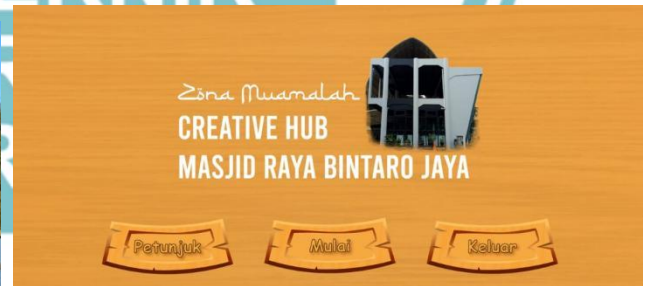 Zona Muamalah
CREATIVE HUB
MASJID RAYA BINTARO JAYA
Petunjuk
Mulai
Keluar